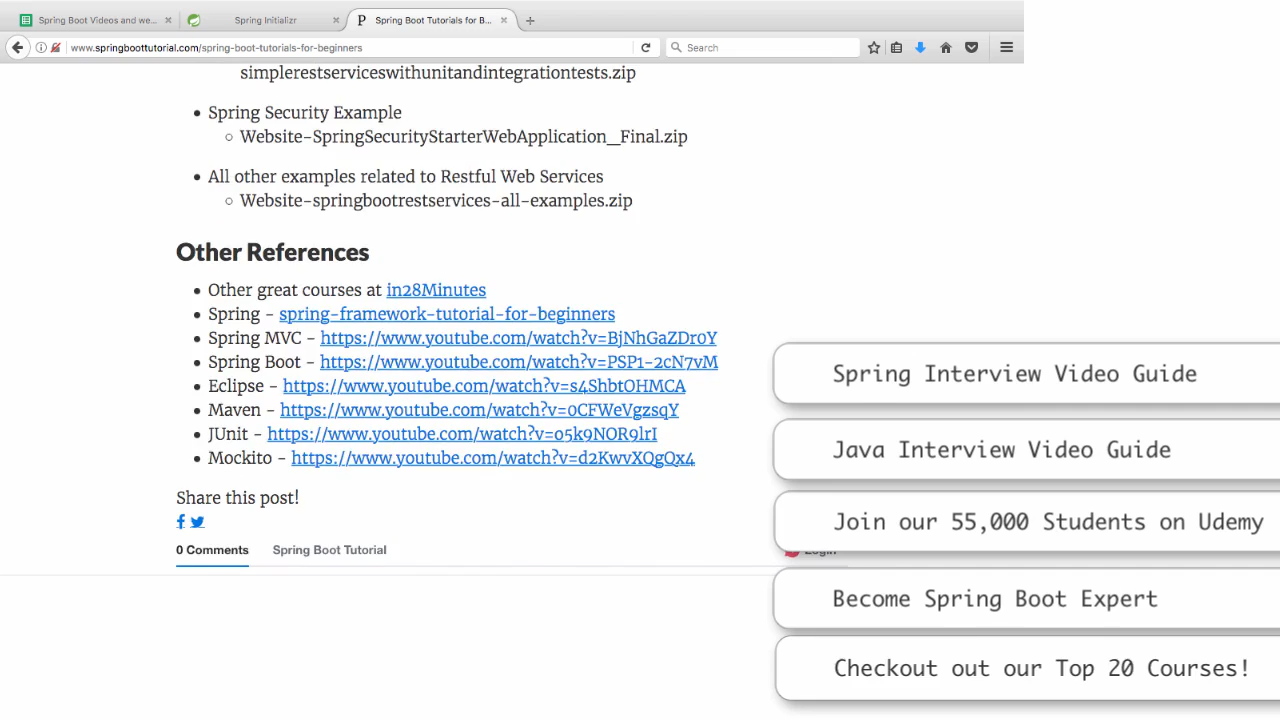 Spring Boot Videos and we...
Spring Initializr
Spring Boot Tutorials for B...
www.springboottutorial.com/spring-boot-tutorials-for-beginners
Search
simplerestserviceswithunitandintegrationtests.zip
• Spring Security Example
○ Website-SpringSecurityStarterWebApplication_Final.zip
• All other examples related to Restful Web Services
○ Website-springbootrestservices-all-examples.zip
Other References
• Other great courses at in28Minutes
• Spring - spring-framework-tutorial-for-beginners
• Spring MVC - https://www.youtube.com/watch?v=BjNhGaZDr0Y
• Spring Boot - https://www.youtube.com/watch?v=PSP1-2cN7vM
• Eclipse - https://www.youtube.com/watch?v=s4ShbtOHMCA
• Maven - https://www.youtube.com/watch?v=0CFWeVgzsqY
• JUnit - https://www.youtube.com/watch?v=o5k9NOR9lrI
• Mockito - https://www.youtube.com/watch?v=d2KwvXQgQx4
Share this post!
0 Comments
Spring Boot Tutorial
Login
Spring Interview Video Guide
Java Interview Video Guide
Join our 55,000 Students on Udemy
Become Spring Boot Expert
Checkout out our Top 20 Courses!